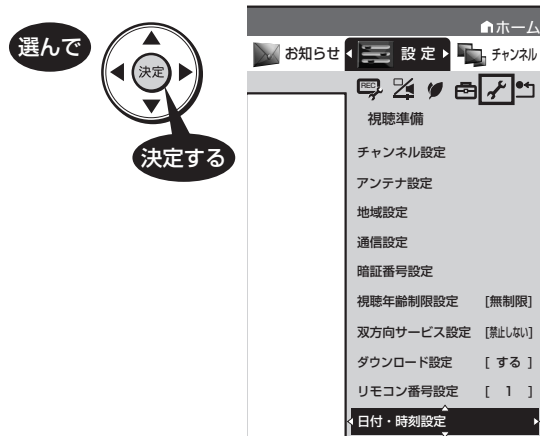 選んで
決定
決定する
ホーム
お知らせ 設定 チャンネル
REC
視聴準備
チャンネル設定
アンテナ設定
地域設定
通信設定
暗証番号設定
視聴年齢制限設定 [無制限]
双方向サービス設定 [禁止しない]
ダウンロード設定 [ する ]
リモコン番号設定 [ 1 ]
日付・時刻設定